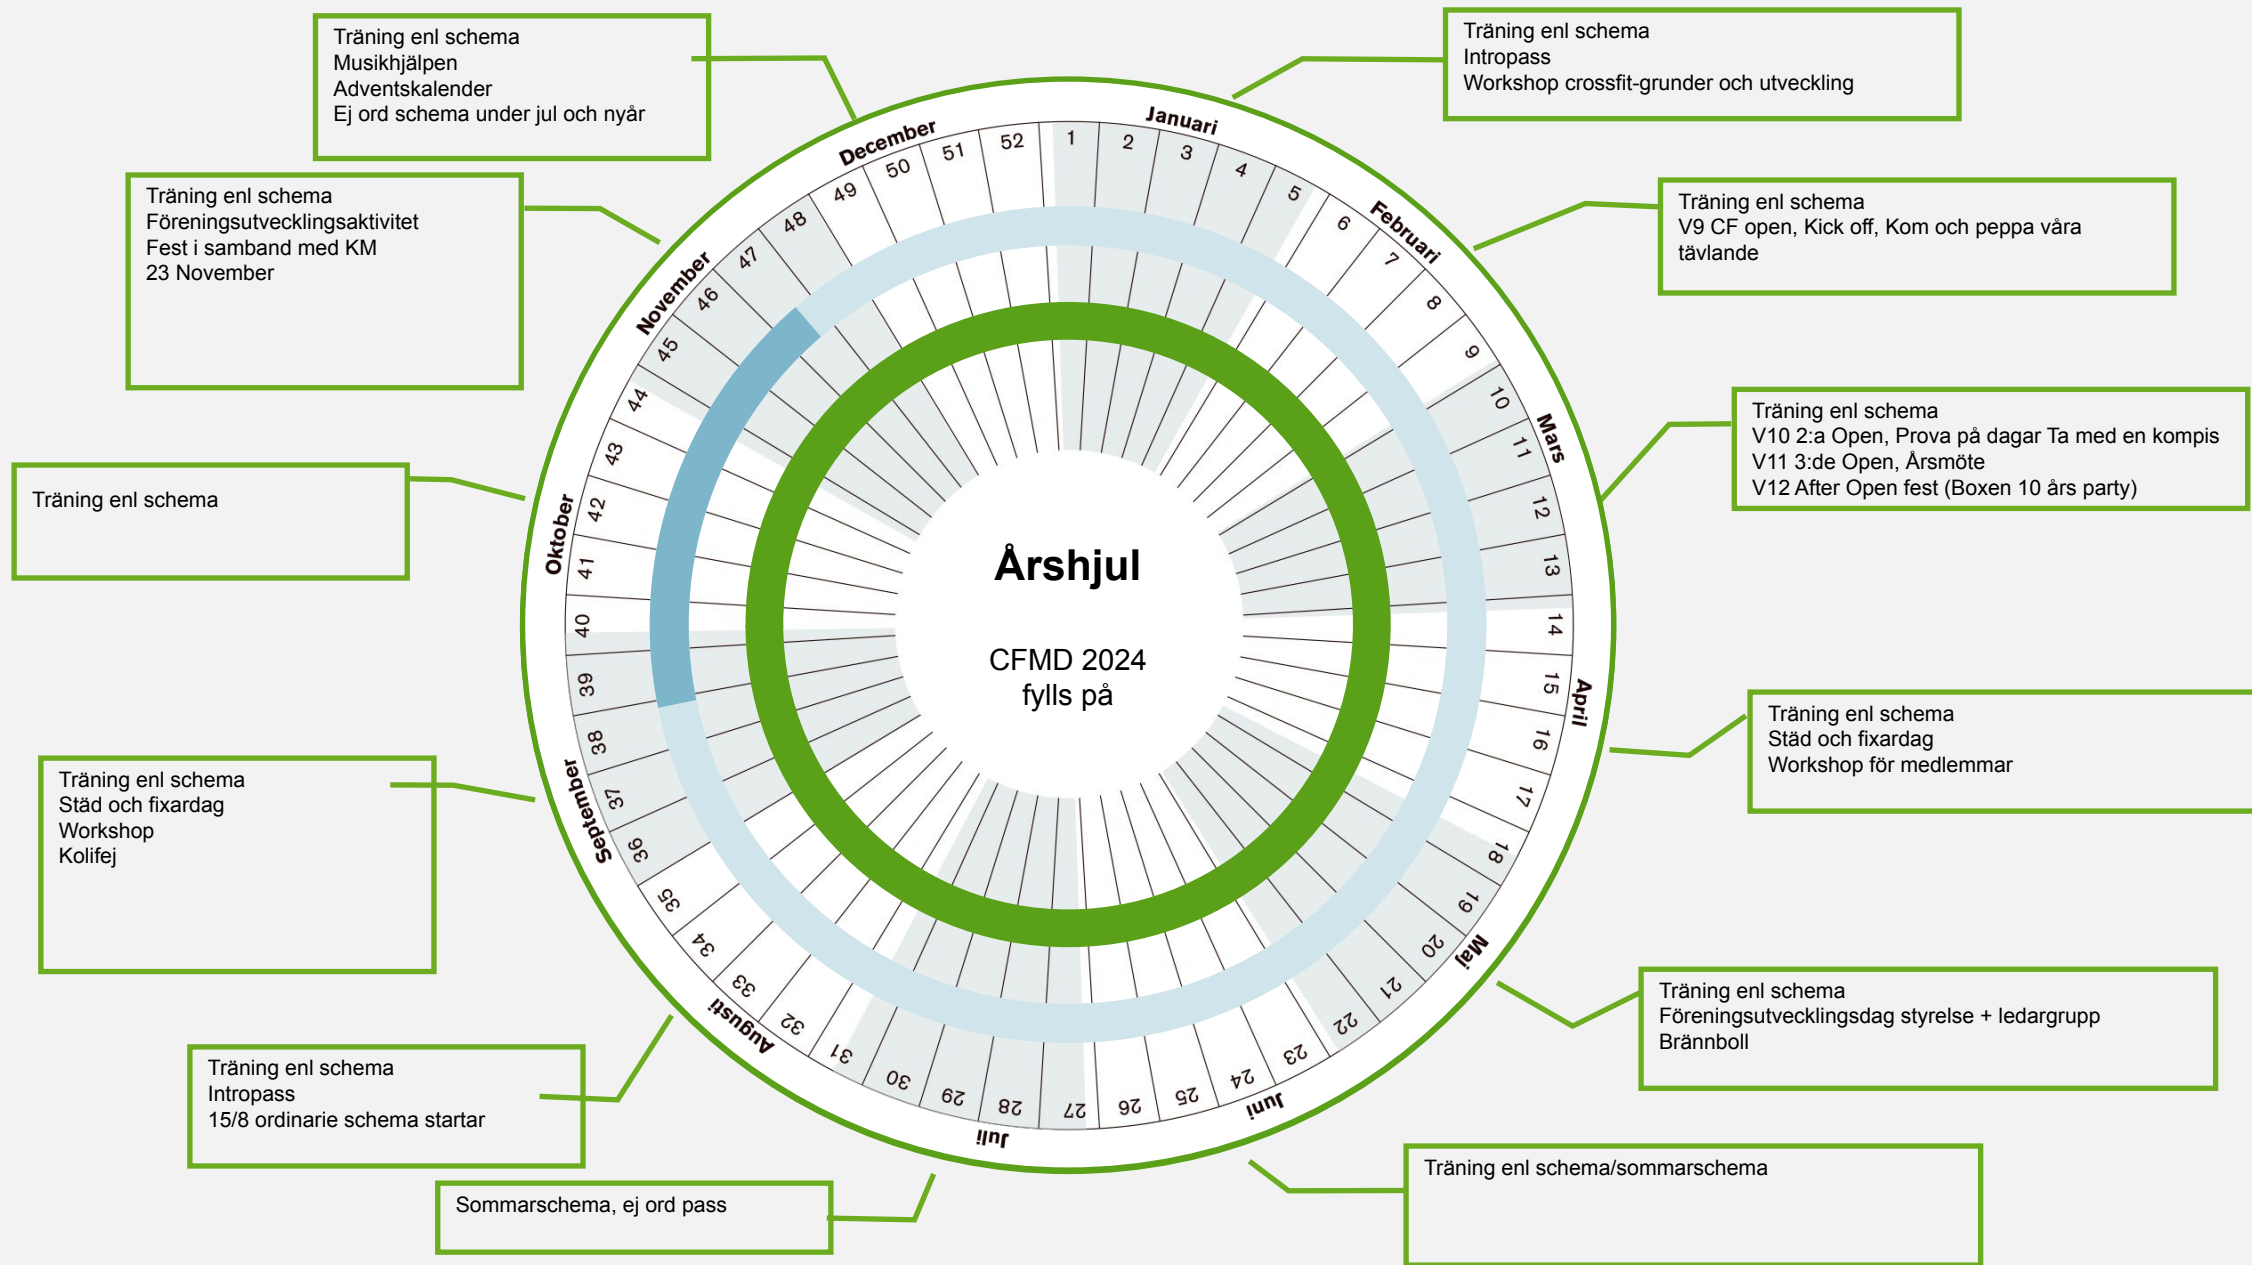 Träning enl schema
Musikhjälpen
Adventskalender
Ej ord schema under jul och nyår
Träning enl schema
Intropass
Workshop crossfit-grunder och utveckling
Träning enl schema
Föreningsutvecklingsaktivitet
Fest i samband med KM
23 November
Träning enl schema
V9 CF open, Kick off, Kom och peppa våra
tävlande
Träning enl schema
V10 2:a Open, Prova på dagar Ta med en kompis
V11 3:de Open, Årsmöte
V12 After Open fest (Boxen 10 års party)
Träning enl schema
Träning enl schema
Städ och fixardag
Workshop för medlemmar
Träning enl schema
Städ och fixardag
Workshop
Kolifej
Träning enl schema
Föreningsutvecklingsdag styrelse + ledargrupp
Brännboll
Träning enl schema
Intropass
15/8 ordinarie schema startar
Träning enl schema/sommarschema
Sommarschema, ej ord pass
Årshjul
CFMD 2024
fylls på
Januari
Februari
Mars
April
Maj
Juni
Juli
Augusti
September
Oktober
November
December
1
2
3
4
5
6
7
8
9
10
11
12
13
14
15
16
17
18
19
20
21
22
23
24
25
26
27
28
29
30
31
32
33
34
35
36
37
38
39
40
41
42
43
44
45
46
47
48
49
50
51
52